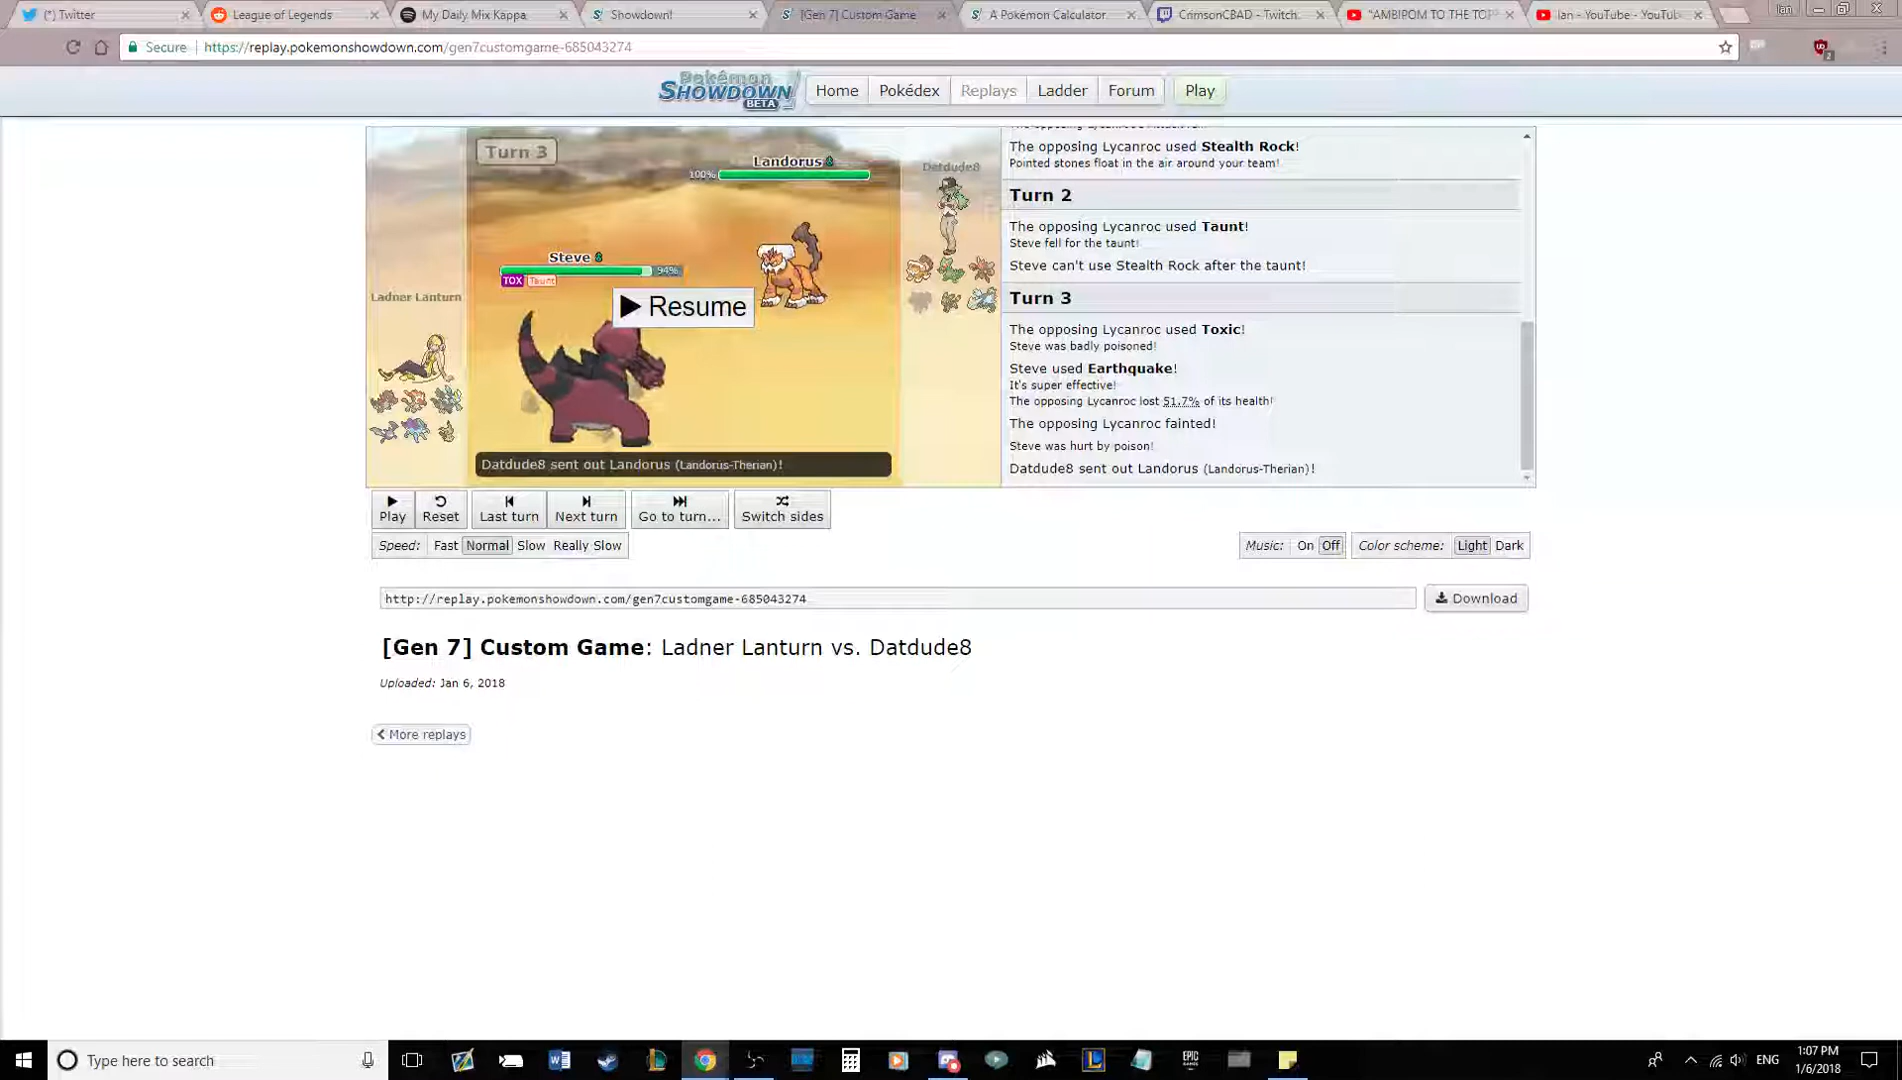 (*) Twitter
League of Legends
My Daily Mix Kappa
Showdown!
[Gen 7] Custom Game
A Pokémon Calculator
CrimsonCBAD - Twitch
"AMBIPOM TO THE TOP
Ian - YouTube - YouTub
Ian
Secure
https://replay.pokemonshowdown.com/gen7customgame-685043274
Pokémon
SHOWDOWN
BETA
Home
Pokédex
Replays
Ladder
Forum
Play
Turn 3
Landorus
100%
Steve
94%
TOX
Taunt
Resume
Ladner Lanturn
Datdude8
Datdude8 sent out Landorus (Landorus-Therian)!
The opposing Lycanroc used Stealth Rock!
Pointed stones float in the air around your team!
Turn 2
The opposing Lycanroc used Taunt!
Steve fell for the taunt!
Steve can't use Stealth Rock after the taunt!
Turn 3
The opposing Lycanroc used Toxic!
Steve was badly poisoned!
Steve used Earthquake!
It's super effective!
The opposing Lycanroc lost 51.7% of its health!
The opposing Lycanroc fainted!
Steve was hurt by poison!
Datdude8 sent out Landorus (Landorus-Therian)!
Play
Reset
Last turn
Next turn
Go to turn...
Switch sides
Speed: Fast Normal Slow Really Slow
Music: On Off
Color scheme: Light Dark
http://replay.pokemonshowdown.com/gen7customgame-685043274
Download
[Gen 7] Custom Game: Ladner Lanturn vs. Datdude8
Uploaded: Jan 6, 2018
More replays
Type here to search
EPIC
GAMES
ENG
1:07 PM
1/6/2018